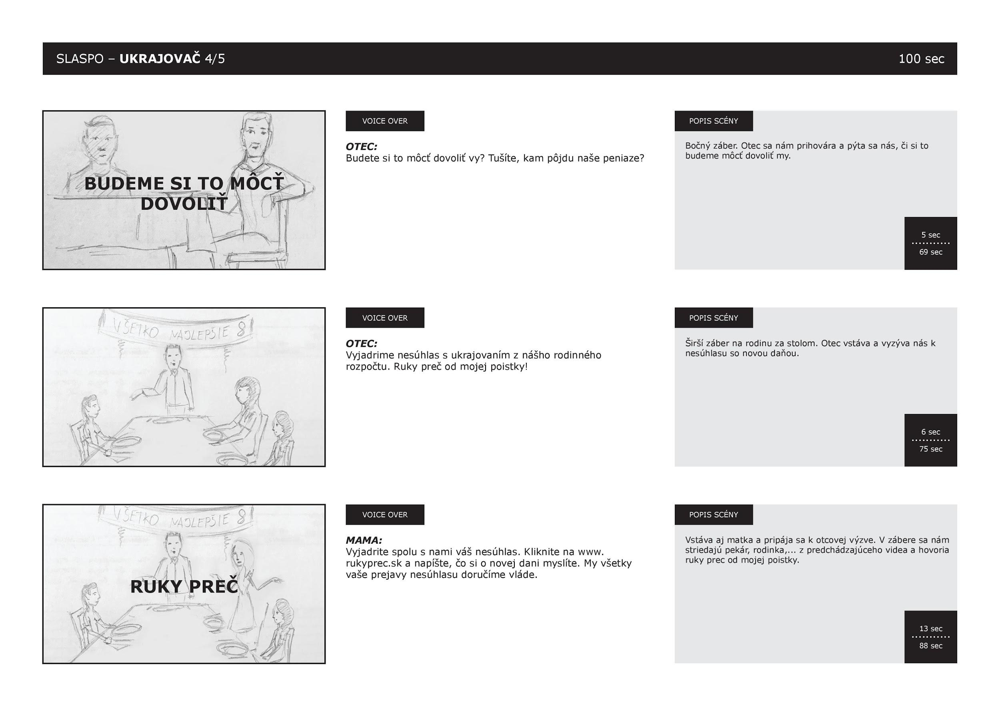 SLASPO – UKRAJOVAČ 4/5
100 sec
BUDEME SI TO MÔCŤ
DOVOLIŤ
VOICE OVER
OTEC:
Budete si to môcť dovoliť vy? Tušíte, kam pôjdu naše peniaze?
POPIS SCÉNY
Bočný záber. Otec sa nám prihovára a pýta sa nás, či si to
budeme môcť dovoliť my.
5 sec
69 sec
VŠETKO NAJLEPŠIE 8
VOICE OVER
OTEC:
Vyjadrime nesúhlas s ukrajovaním z nášho rodinného
rozpočtu. Ruky preč od mojej poistky!
POPIS SCÉNY
Širší záber na rodinu za stolom. Otec vstáva a vyzýva nás k
nesúhlasu so novou daňou.
6 sec
75 sec
VŠETKO NAJLEPŠIE 8
RUKY PREČ
VOICE OVER
MAMA:
Vyjadrite spolu s nami váš nesúhlas. Kliknite na www.
rukyprec.sk a napíšte, čo si o novej dani myslíte. My všetky
vaše prejavy nesúhlasu doručíme vláde.
POPIS SCÉNY
Vstáva aj matka a pripája sa k otcovej výzve. V zábere sa nám
striedajú pekár, rodinka,... z predchádzajúceho videa a hovoria
ruky prec od mojej poistky.
13 sec
88 sec